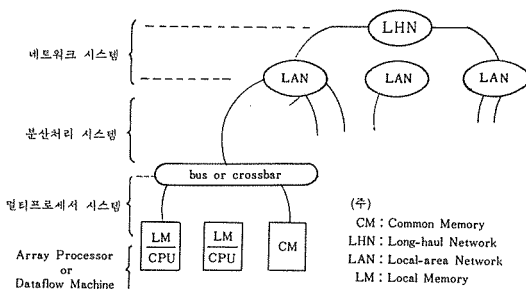 LHN
네트워크 시스템
LAN
LAN
LAN
분산처리 시스템
bus or crossbar
멀티프로세서 시스템
LM
CPU
LM
CPU
CM
Array Processor
or
Dataflow Machine
(주)
CM : Common Memory
LHN : Long-haul Network
LAN : Local-area Network
LM : Local Memory